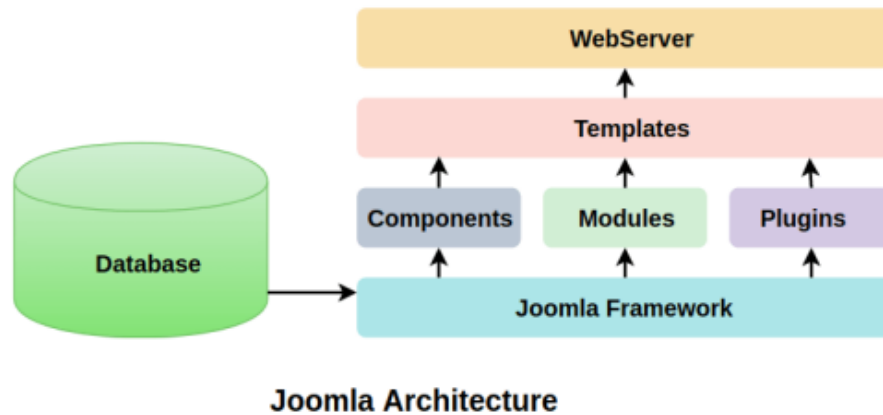 WebServer
Templates
Components
Modules
Plugins
Database
Joomla Framework
Joomla Architecture